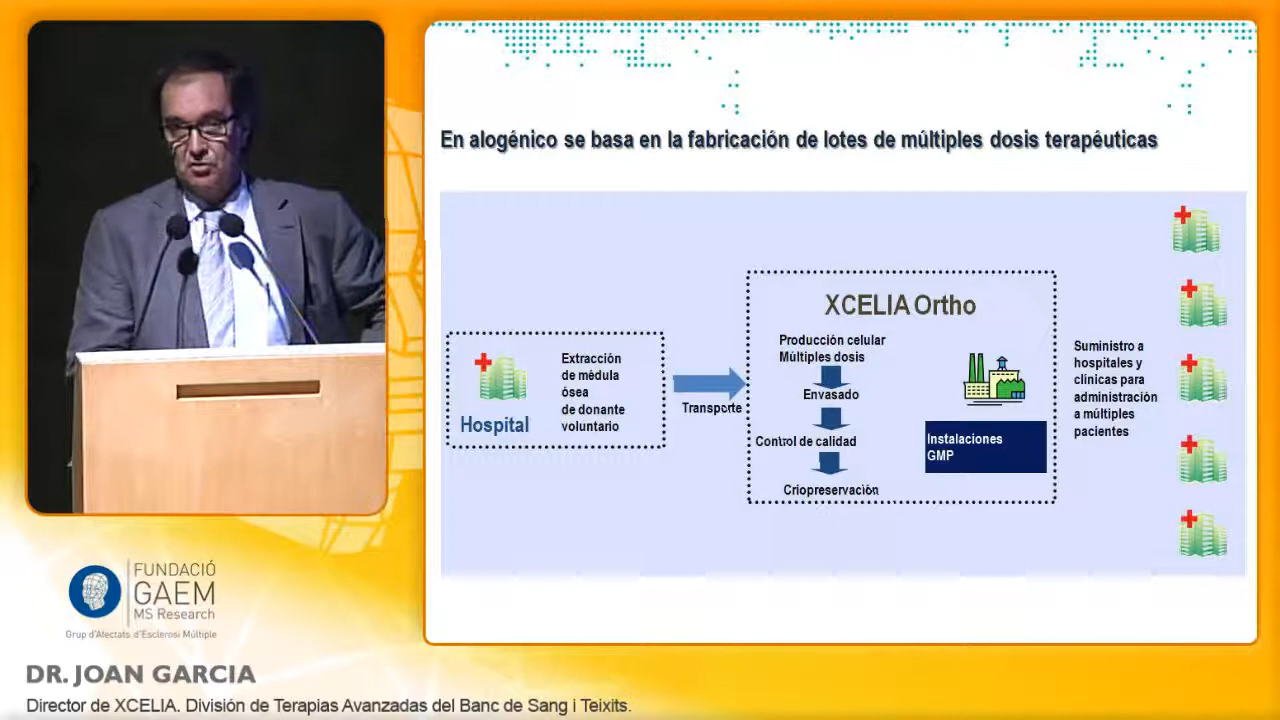 En alogénico se basa en la fabricación de lotes de múltiples dosis terapéuticas
Hospital
Extracción
de médula
ósea
de donante
voluntario
Transporte
XCELIA Ortho
Producción celular
Múltiples dosis
Envasado
Control de calidad
Criopreservación
Instalaciones
GMP
Suministro a
hospitales y
clínicas para
administración
a múltiples
pacientes
FUNDACIÓ
GAEM
MS Research
Grup d'Afectats d'Esclerosi Múltiple
DR. JOAN GARCIA
Director de XCELIA. División de Terapias Avanzadas del Banc de Sang i Teixits.